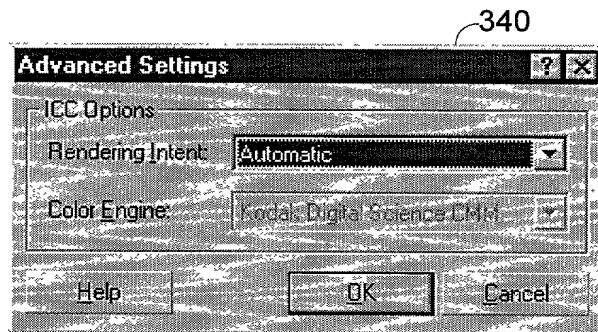 340
Advanced Settings
ICC Options
Rendering Intent: Automatic
Color Engine: Kodak Digital Science CMM
Help OK Cancel